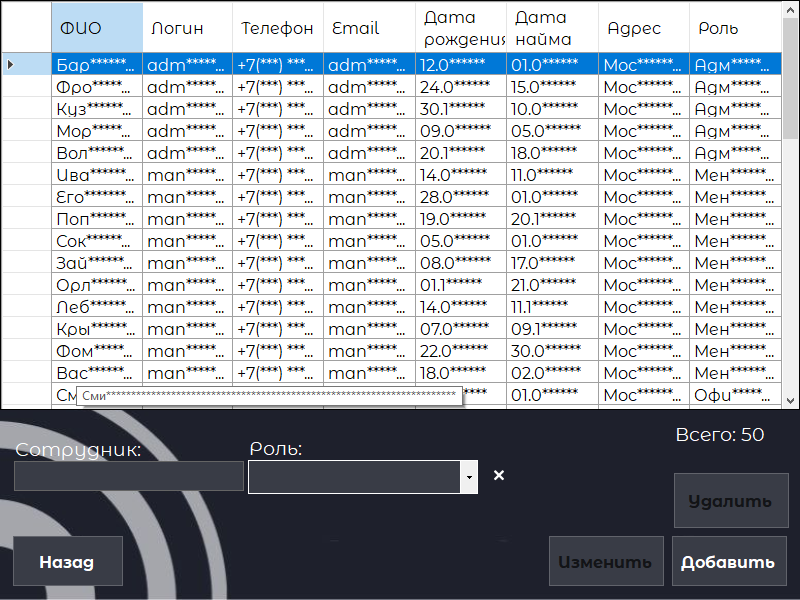 ФИО Логин Телефон Email Дата рождения Дата найма Адрес Роль
Бар******... adm*****... +7(***) ***... adm*****... 12.0****** 01.0****** Мос******... Адм*****...
Фро*****... adm*****... +7(***) ***... adm*****... 24.0****** 15.0****** Мос******... Адм*****...
Куз******... adm*****... +7(***) ***... adm*****... 30.1****** 10.0****** Мос******... Адм*****...
Мор*****... adm*****... +7(***) ***... adm*****... 09.0****** 05.0****** Мос******... Адм*****...
Вол******... adm*****... +7(***) ***... adm*****... 20.1****** 18.0****** Мос******... Адм*****...
Ива******... man*****... +7(***) ***... man*****... 14.0****** 11.0****** Мос******... Мен*****...
Его*******... man*****... +7(***) ***... man*****... 28.0****** 01.0****** Мос******... Мен*****...
Поп******... man*****... +7(***) ***... man*****... 19.0****** 20.1****** Мос******... Мен*****...
Сок******... man*****... +7(***) ***... man*****... 05.0****** 01.0****** Мос******... Мен*****...
Зай******... man*****... +7(***) ***... man*****... 08.0****** 17.0****** Мос******... Мен*****...
Орл******... man*****... +7(***) ***... man*****... 01.1****** 21.0****** Мос******... Мен*****...
Леб******... man*****... +7(***) ***... man*****... 14.0****** 11.1****** Мос******... Мен*****...
Кры******... man*****... +7(***) ***... man*****... 07.0****** 09.1****** Мос******... Мен*****...
Фом*****... man*****... +7(***) ***... man*****... 22.0****** 30.0****** Мос******... Мен*****...
Вас******... man*****... +7(***) ***... man*****... 18.0****** 02.0****** Мос******... Мен*****...
Сми********************************************************************** 01.0****** Мос******... Офи*****...
Всего: 50
Сотрудник: Роль:
Удалить
Назад Изменить Добавить